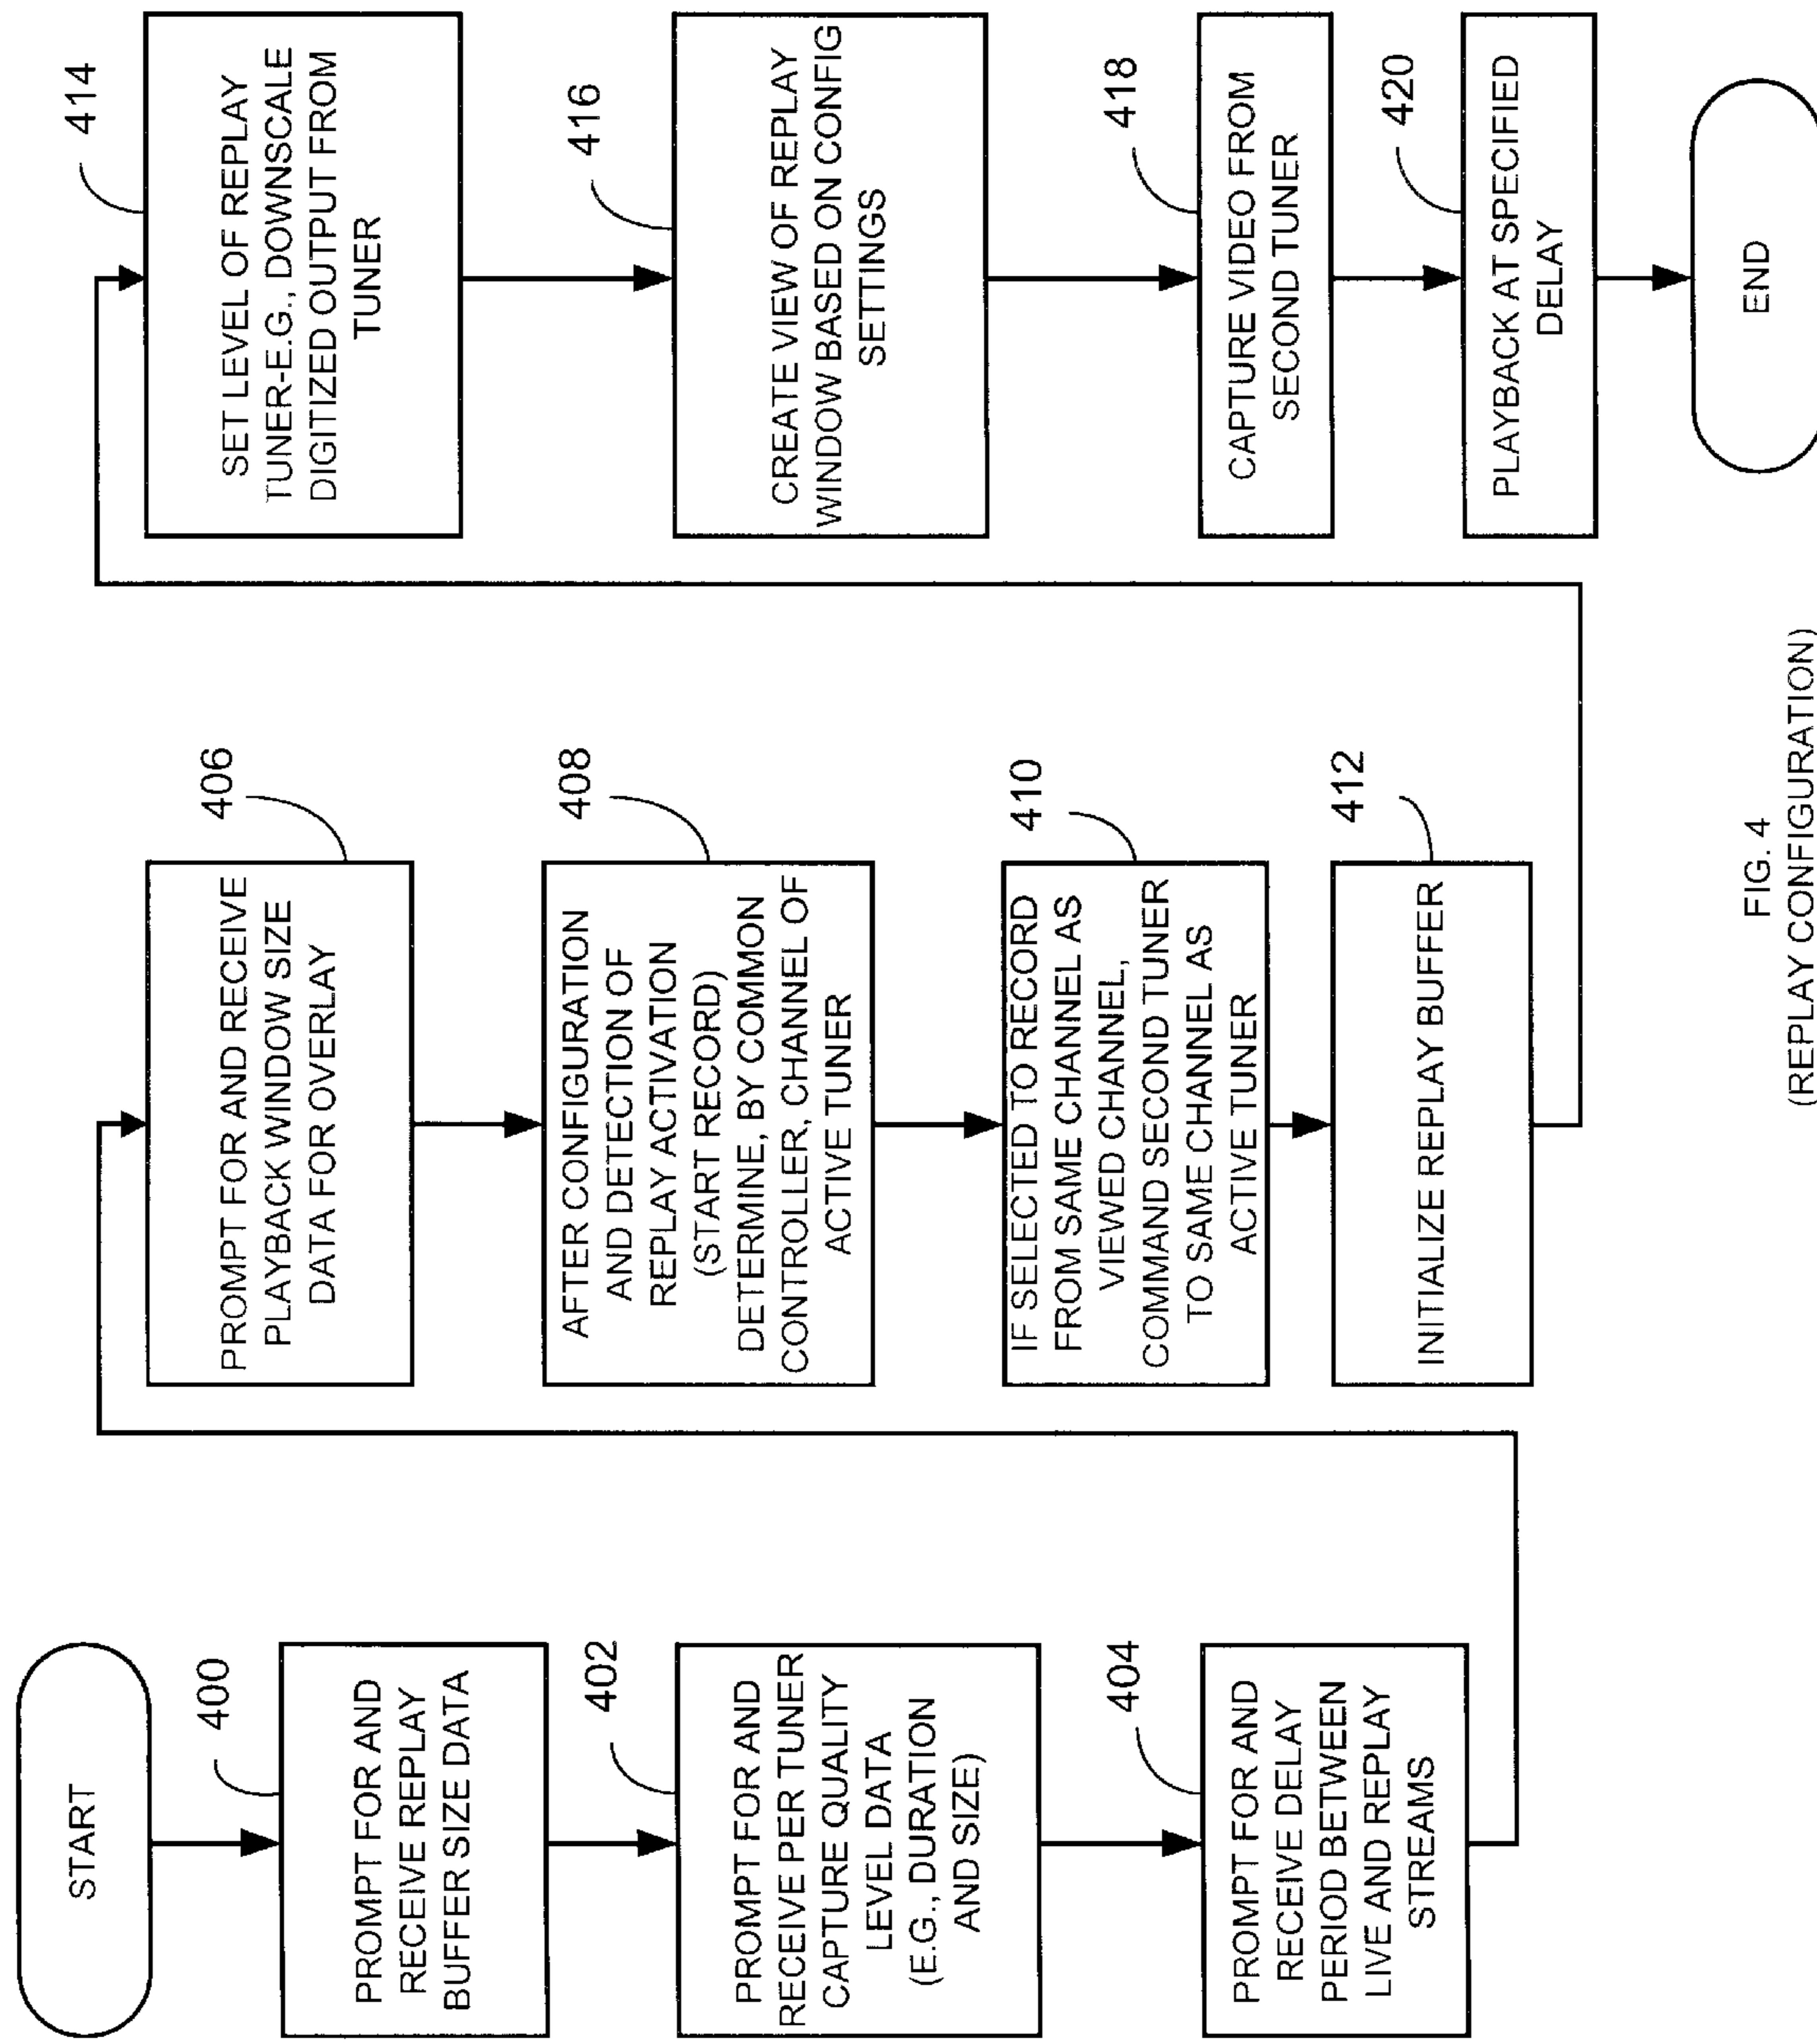 START
400
PROMPT FOR AND
RECEIVE REPLAY
BUFFER SIZE DATA
402
PROMPT FOR AND
RECEIVE PER TUNER
CAPTURE QUALITY
LEVEL DATA
(E.G., DURATION
AND SIZE)
404
PROMPT FOR AND
RECEIVE DELAY
PERIOD BETWEEN
LIVE AND REPLAY
STREAMS
406
PROMPT FOR AND RECEIVE
PLAYBACK WINDOW SIZE
DATA FOR OVERLAY
408
AFTER CONFIGURATION
AND DETECTION OF
REPLAY ACTIVATION
(START RECORD)
DETERMINE, BY COMMON
CONTROLLER, CHANNEL OF
ACTIVE TUNER
410
IF SELECTED TO RECORD
FROM SAME CHANNEL AS
VIEWED CHANNEL,
COMMAND SECOND TUNER
TO SAME CHANNEL AS
ACTIVE TUNER
412
INITIALIZE REPLAY BUFFER
414
SET LEVEL OF REPLAY
TUNER-E.G., DOWNSCALE
DIGITIZED OUTPUT FROM
TUNER
416
CREATE VIEW OF REPLAY
WINDOW BASED ON CONFIG
SETTINGS
418
CAPTURE VIDEO FROM
SECOND TUNER
420
PLAYBACK AT SPECIFIED
DELAY
END
FIG. 4
(REPLAY CONFIGURATION)